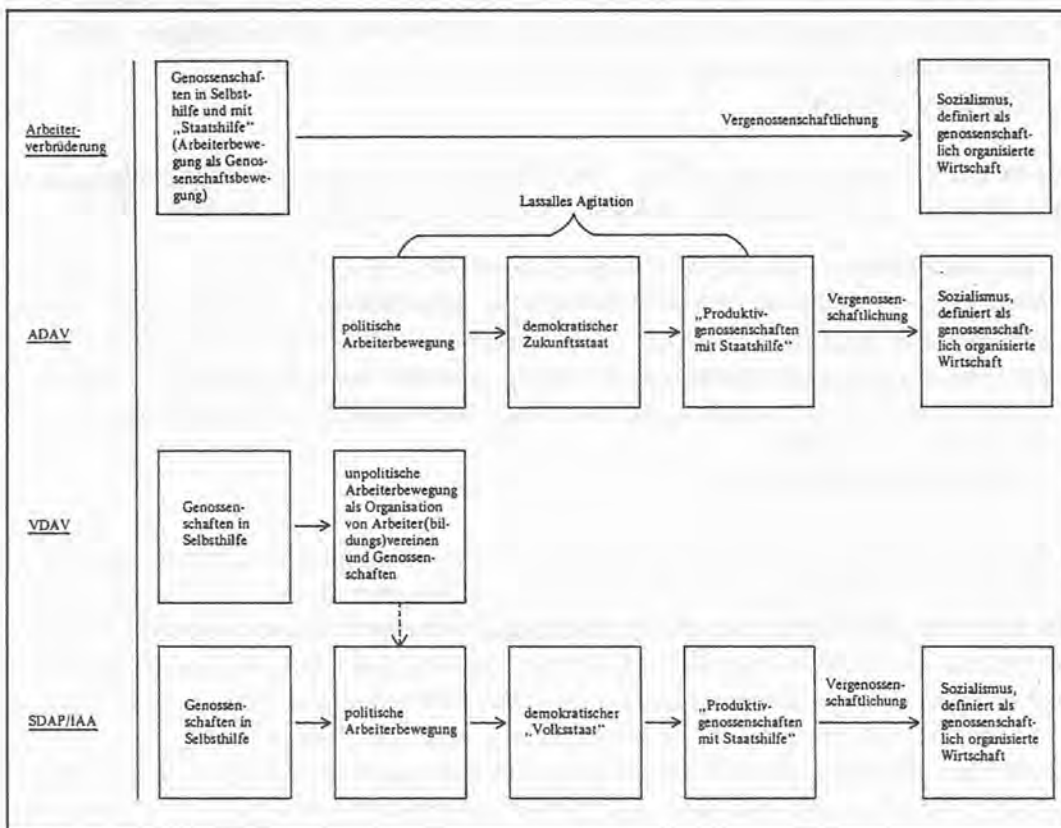 Arbeiter-
verbrüderung
Genossenschaf-
ten in Selbst-
hilfe und mit
„Staatshilfe“
(Arbeiterbewe-
gung als Genos-
senschaftsbewe-
gung)
Vergenossenschaftlichung
Sozialismus,
definiert als
genossenschaft-
lich organisierte
Wirtschaft
Lassalles Agitation
ADAV
politische
Arbeiterbewegung
demokratischer
Zukunftsstaat
„Produktiv-
genossenschaften
mit Staatshilfe“
Vergenossen-
schaftlichung
Sozialismus,
definiert als
genossenschaft-
lich organisierte
Wirtschaft
VDAV
Genossen-
schaften in
Selbsthilfe
unpolitische
Arbeiterbewegung
als Organisation
von Arbeiter(bil-
dungs)vereinen
und Genossen-
schaften
SDAP/IAA
Genossen-
schaften in
Selbsthilfe
politische
Arbeiterbewegung
demokratischer
„Volksstaat“
„Produktiv-
genossenschaften
mit Staatshilfe“
Vergenossen-
schaftlichung
Sozialismus,
definiert als
genossenschaft-
lich organisierte
Wirtschaft